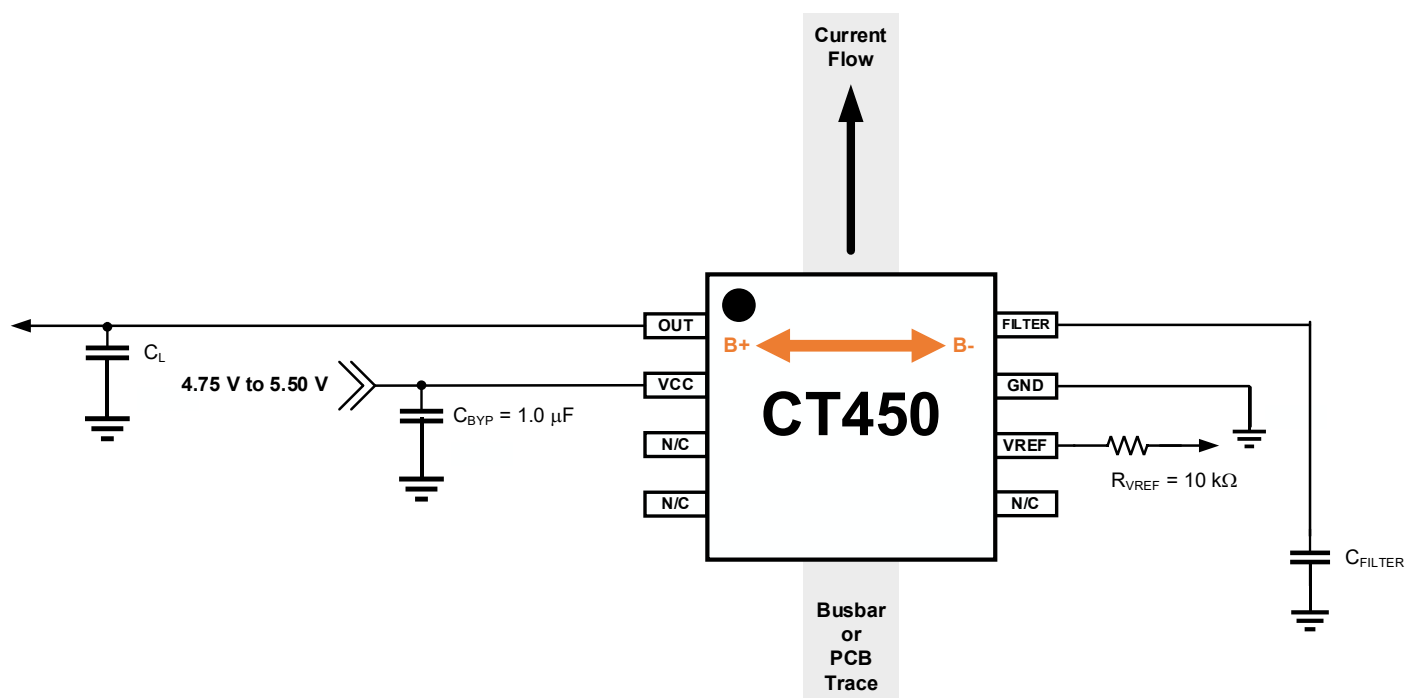 Current
Flow
OUT
FILTER
B+
B-
C_L
4.75 V to 5.50 V
VCC
GND
C_BYP = 1.0 μF
CT450
N/C
VREF
R_VREF = 10 kΩ
N/C
N/C
C_FILTER
Busbar
or
PCB
Trace